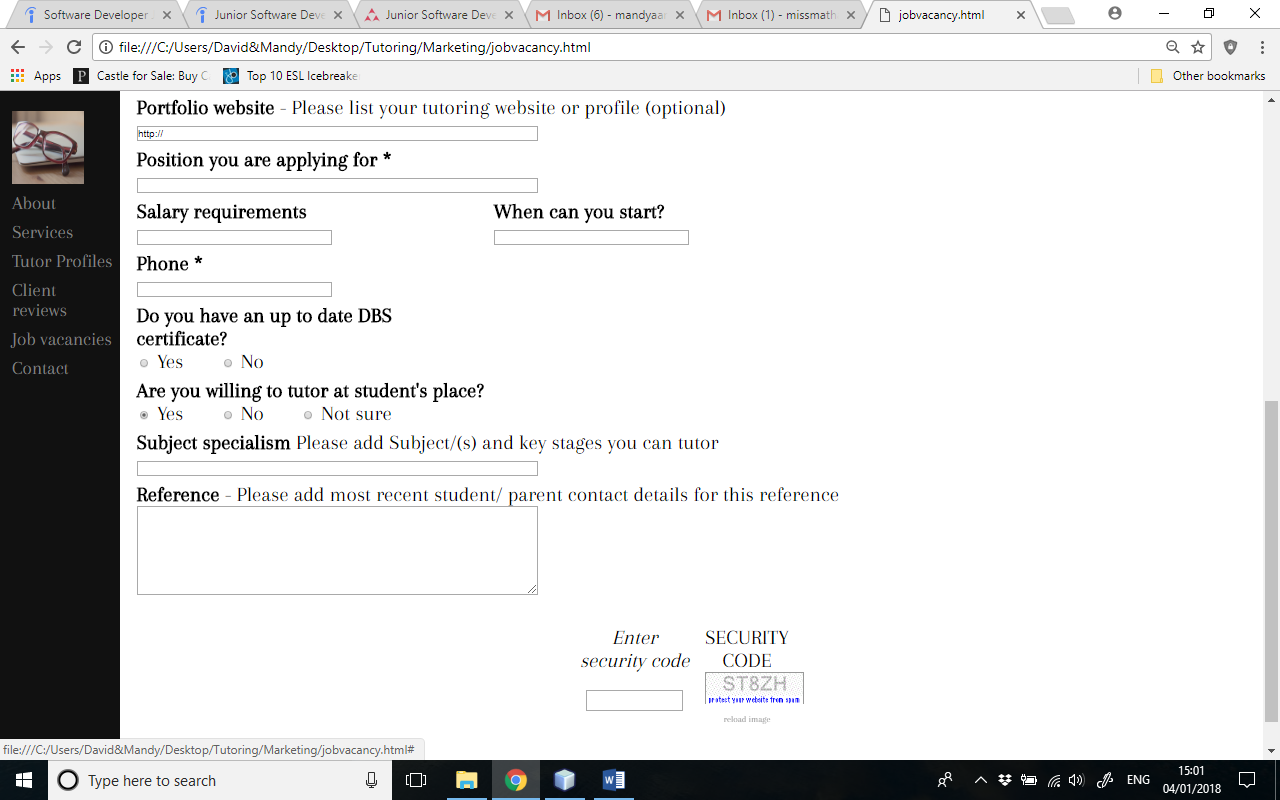 Software Developer
Junior Software Deve
Junior Software Deve
Inbox (6) - mandyaar
Inbox (1) - missmath
jobvacancy.html
file:///C:/Users/David&Mandy/Desktop/Tutoring/Marketing/jobvacancy.html
Apps
Castle for Sale: Buy C
Top 10 ESL Icebreake
Other bookmarks
About
Services
Tutor Profiles
Client
reviews
Job vacancies
Contact
Portfolio website - Please list your tutoring website or profile (optional)
http://
Position you are applying for *
Salary requirements
When can you start?
Phone *
Do you have an up to date DBS
certificate?
Yes No
Are you willing to tutor at student's place?
Yes No Not sure
Subject specialism Please add Subject/(s) and key stages you can tutor
Reference - Please add most recent student/ parent contact details for this reference
Enter
security code
SECURITY
CODE
ST8ZH
protect your website from spam
reload image
file:///C:/Users/David&Mandy/Desktop/Tutoring/Marketing/jobvacancy.html#
Type here to search
ENG
15:01
04/01/2018